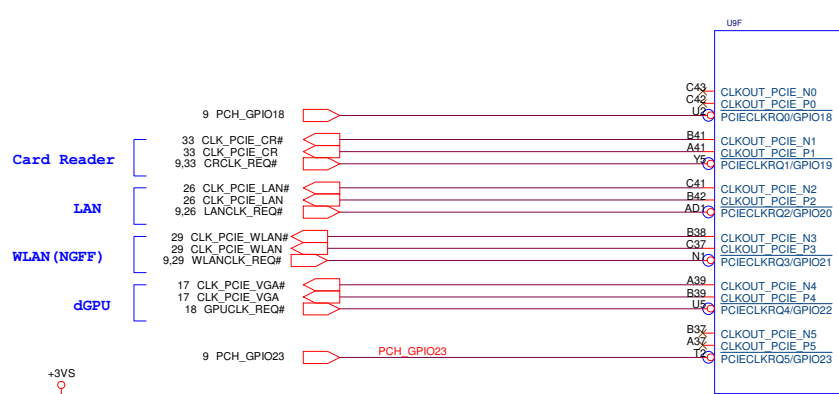 U9F
C43 CLKOUT_PCIE_N0
C42 CLKOUT_PCIE_P0
9 PCH_GPIO18 U2 PCIECLKRQ0/GPIO18
33 CLK_PCIE_CR# B41 CLKOUT_PCIE_N1
33 CLK_PCIE_CR A41 CLKOUT_PCIE_P1
Card Reader
9,33 CRCLK_REQ# Y5 PCIECLKRQ1/GPIO19
26 CLK_PCIE_LAN# C41 CLKOUT_PCIE_N2
26 CLK_PCIE_LAN B42 CLKOUT_PCIE_P2
LAN
9,26 LANCLK_REQ# AD1 PCIECLKRQ2/GPIO20
29 CLK_PCIE_WLAN# B38 CLKOUT_PCIE_N3
29 CLK_PCIE_WLAN C37 CLKOUT_PCIE_P3
WLAN(NGFF)
9,29 WLANCLK_REQ# N1 PCIECLKRQ3/GPIO21
17 CLK_PCIE_VGA# A39 CLKOUT_PCIE_N4
17 CLK_PCIE_VGA B39 CLKOUT_PCIE_P4
dGPU
18 GPUCLK_REQ# U5 PCIECLKRQ4/GPIO22
B37 CLKOUT_PCIE_N5
A37 CLKOUT_PCIE_P5
9 PCH_GPIO23 PCH_GPIO23 T2 PCIECLKRQ5/GPIO23
+3VS